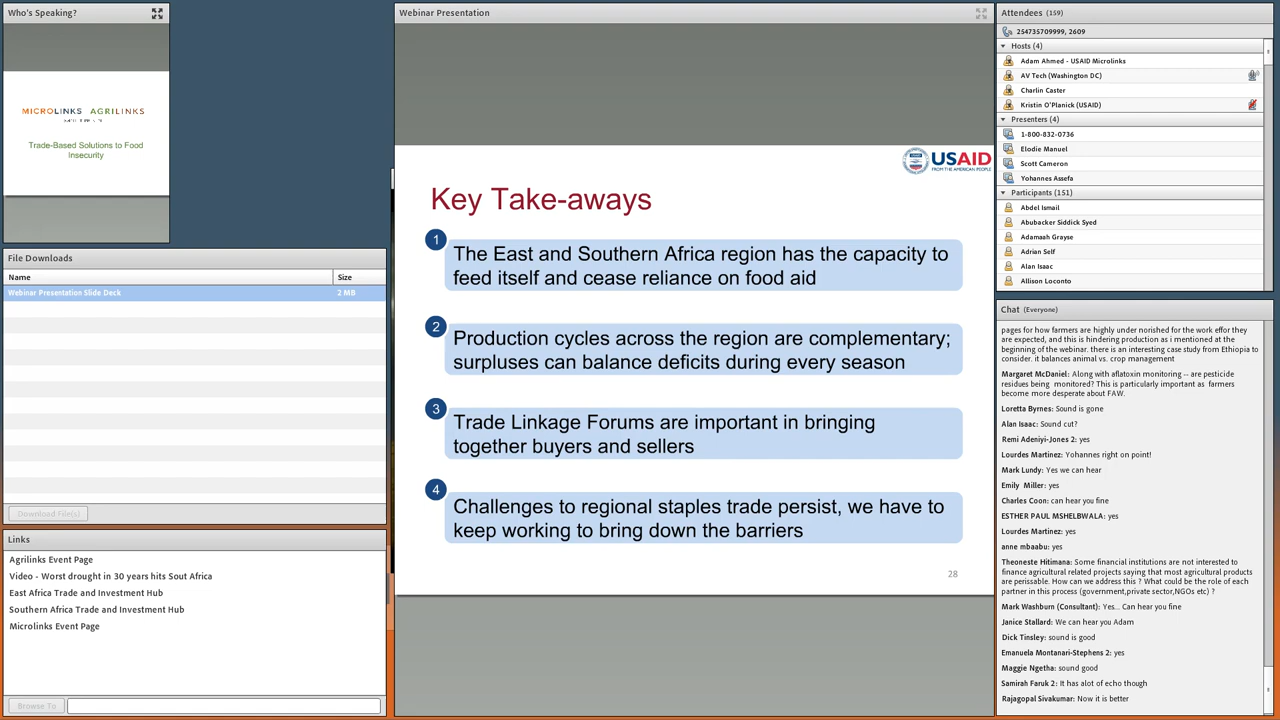 Who's Speaking?
MICROLINKS AGRILINKS
Trade-Based Solutions to Food
Insecurity
File Downloads
Name Size
Webinar Presentation Slide Deck 2 MB
Download File(s)
Links
Agrilinks Event Page
Video - Worst drought in 30 years hits Sout Africa
East Africa Trade and Investment Hub
Southern Africa Trade and Investment Hub
Microlinks Event Page
Browse To
Webinar Presentation
USAID
FROM THE AMERICAN PEOPLE
Key Take-aways
1
The East and Southern Africa region has the capacity to
feed itself and cease reliance on food aid
2
Production cycles across the region are complementary;
surpluses can balance deficits during every season
3
Trade Linkage Forums are important in bringing
together buyers and sellers
4
Challenges to regional staples trade persist, we have to
keep working to bring down the barriers
28
Attendees (159)
254735709999, 2609
Hosts (4)
Adam Ahmed - USAID Microlinks
AV Tech (Washington DC)
Charlin Caster
Kristin O'Planick (USAID)
Presenters (4)
1-800-832-0736
Elodie Manuel
Scott Cameron
Yohannes Assefa
Participants (151)
Abdel Ismail
Abubacker Siddick Syed
Adamaah Grayse
Adrian Self
Alan Isaac
Allison Loconto
Chat (Everyone)
pages for how farmers are highly under norished for the work effor they
are expected, and this is hindering production as i mentioned at the
beginning of the webinar. there is an interesting case study from Ethiopia to
consider. it balances animal vs. crop management
Margaret McDaniel: Along with aflatoxin monitoring -- are pesticide
residues being monitored? This is particularly important as farmers
become more desperate about FAW.
Loretta Byrnes: Sound is gone
Alan Isaac: Sound cut?
Remi Adeniyi-Jones 2: yes
Lourdes Martinez: Yohannes right on point!
Mark Lundy: Yes we can hear
Emily Miller: yes
Charles Coon: can hear you fine
ESTHER PAUL MSHELBWALA: yes
Lourdes Martinez: yes
anne mbaabu: yes
Theoneste Hitimana: Some financial institutions are not interested to
finance agricultural related projects saying that most agricultural products
are perissable. How can we address this ? What could be the role of each
partner in this process (government,private sector,NGOs etc) ?
Mark Washburn (Consultant): Yes... Can hear you fine
Janice Stallard: We can hear you Adam
Dick Tinsley: sound is good
Emanuela Montanari-Stephens 2: yes
Maggie Ngetha: sound good
Samirah Faruk 2: It has alot of echo though
Rajagopal Sivakumar: Now it is better